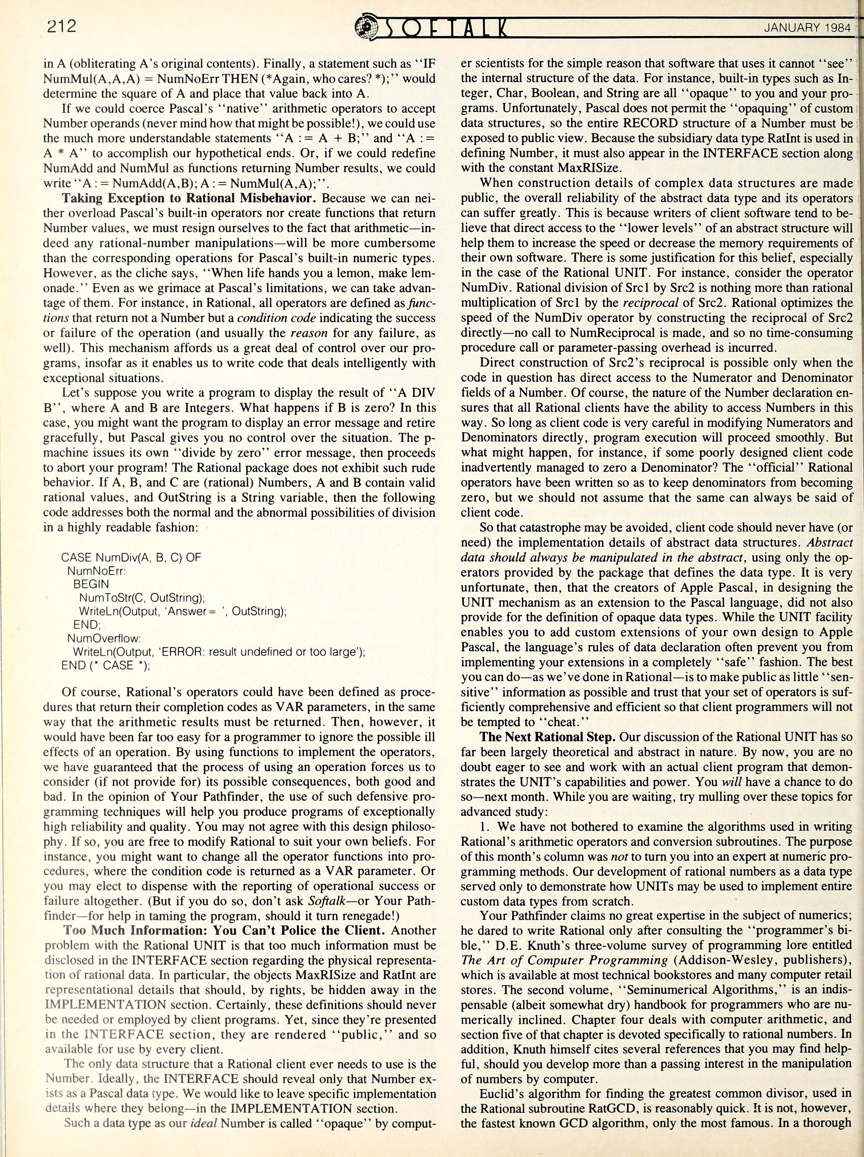 212
SOFTALK
JANUARY 1984
in A (obliterating A's original contents). Finally, a statement such as "IF
NumMul(A,A,A) = NumNoErr THEN (*Again, who cares? *);" would
determine the square of A and place that value back into A.
If we could coerce Pascal's "native" arithmetic operators to accept
Number operands (never mind how that might be possible!), we could use
the much more understandable statements "A : = A + B;" and "A : =
A * A" to accomplish our hypothetical ends. Or, if we could redefine
NumAdd and NumMul as functions returning Number results, we could
write "A : = NumAdd(A,B); A : = NumMul(A,A);".
Taking Exception to Rational Misbehavior. Because we can nei-
ther overload Pascal's built-in operators nor create functions that return
Number values, we must resign ourselves to the fact that arithmetic—in-
deed any rational-number manipulations—will be more cumbersome
than the corresponding operations for Pascal's built-in numeric types.
However, as the cliche says, "When life hands you a lemon, make lem-
onade." Even as we grimace at Pascal's limitations, we can take advan-
tage of them. For instance, in Rational, all operators are defined as func-
tions that return not a Number but a condition code indicating the success
or failure of the operation (and usually the reason for any failure, as
well). This mechanism affords us a great deal of control over our pro-
grams, insofar as it enables us to write code that deals intelligently with
exceptional situations.
Let's suppose you write a program to display the result of "A DIV
B", where A and B are Integers. What happens if B is zero? In this
case, you might want the program to display an error message and retire
gracefully, but Pascal gives you no control over the situation. The p-
machine issues its own "divide by zero" error message, then proceeds
to abort your program! The Rational package does not exhibit such rude
behavior. If A, B, and C are (rational) Numbers, A and B contain valid
rational values, and OutString is a String variable, then the following
code addresses both the normal and the abnormal possibilities of division
in a highly readable fashion:
CASE NumDiv(A, B, C) OF
NumNoErr:
BEGIN
NumToStr(C, OutString);
WriteLn(Output, 'Answer = ', OutString);
END;
NumOverflow:
WriteLn(Output, 'ERROR: result undefined or too large');
END (* CASE *);
Of course, Rational's operators could have been defined as proce-
dures that return their completion codes as VAR parameters, in the same
way that the arithmetic results must be returned. Then, however, it
would have been far too easy for a programmer to ignore the possible ill
effects of an operation. By using functions to implement the operators,
we have guaranteed that the process of using an operation forces us to
consider (if not provide for) its possible consequences, both good and
bad. In the opinion of Your Pathfinder, the use of such defensive pro-
gramming techniques will help you produce programs of exceptionally
high reliability and quality. You may not agree with this design philoso-
phy. If so, you are free to modify Rational to suit your own beliefs. For
instance, you might want to change all the operator functions into pro-
cedures, where the condition code is returned as a VAR parameter. Or
you may elect to dispense with the reporting of operational success or
failure altogether. (But if you do so, don't ask Softalk—or Your Path-
finder—for help in taming the program, should it turn renegade!)
Too Much Information: You Can't Police the Client. Another
problem with the Rational UNIT is that too much information must be
disclosed in the INTERFACE section regarding the physical representa-
tion of rational data. In particular, the objects MaxRISize and RatInt are
representational details that should, by rights, be hidden away in the
IMPLEMENTATION section. Certainly, these definitions should never
be needed or employed by client programs. Yet, since they're presented
in the INTERFACE section, they are rendered "public," and so
available for use by every client.
The only data structure that a Rational client ever needs to use is the
Number. Ideally, the INTERFACE should reveal only that Number ex-
ists as a Pascal data type. We would like to leave specific implementation
details where they belong—in the IMPLEMENTATION section.
Such a data type as our ideal Number is called "opaque" by comput-
er scientists for the simple reason that software that uses it cannot "see"
the internal structure of the data. For instance, built-in types such as In-
teger, Char, Boolean, and String are all "opaque" to you and your pro-
grams. Unfortunately, Pascal does not permit the "opaquing" of custom
data structures, so the entire RECORD structure of a Number must be
exposed to public view. Because the subsidiary data type RatInt is used in
defining Number, it must also appear in the INTERFACE section along
with the constant MaxRISize.
When construction details of complex data structures are made
public, the overall reliability of the abstract data type and its operators
can suffer greatly. This is because writers of client software tend to be-
lieve that direct access to the "lower levels" of an abstract structure will
help them to increase the speed or decrease the memory requirements of
their own software. There is some justification for this belief, especially
in the case of the Rational UNIT. For instance, consider the operator
NumDiv. Rational division of Src1 by Src2 is nothing more than rational
multiplication of Src1 by the reciprocal of Src2. Rational optimizes the
speed of the NumDiv operator by constructing the reciprocal of Src2
directly—no call to NumReciprocal is made, and so no time-consuming
procedure call or parameter-passing overhead is incurred.
Direct construction of Src2's reciprocal is possible only when the
code in question has direct access to the Numerator and Denominator
fields of a Number. Of course, the nature of the Number declaration en-
sures that all Rational clients have the ability to access Numbers in this
way. So long as client code is very careful in modifying Numerators and
Denominators directly, program execution will proceed smoothly. But
what might happen, for instance, if some poorly designed client code
inadvertently managed to zero a Denominator? The "official" Rational
operators have been written so as to keep denominators from becoming
zero, but we should not assume that the same can always be said of
client code.
So that catastrophe may be avoided, client code should never have (or
need) the implementation details of abstract data structures. Abstract
data should always be manipulated in the abstract, using only the op-
erators provided by the package that defines the data type. It is very
unfortunate, then, that the creators of Apple Pascal, in designing the
UNIT mechanism as an extension to the Pascal language, did not also
provide for the definition of opaque data types. While the UNIT facility
enables you to add custom extensions of your own design to Apple
Pascal, the language's rules of data declaration often prevent you from
implementing your extensions in a completely "safe" fashion. The best
you can do—as we've done in Rational—is to make public as little "sen-
sitive" information as possible and trust that your set of operators is suf-
ficiently comprehensive and efficient so that client programmers will not
be tempted to "cheat."
The Next Rational Step. Our discussion of the Rational UNIT has so
far been largely theoretical and abstract in nature. By now, you are no
doubt eager to see and work with an actual client program that demon-
strates the UNIT's capabilities and power. You will have a chance to do
so—next month. While you are waiting, try mulling over these topics for
advanced study:
1. We have not bothered to examine the algorithms used in writing
Rational's arithmetic operators and conversion subroutines. The purpose
of this month's column was not to turn you into an expert at numeric pro-
gramming methods. Our development of rational numbers as a data type
served only to demonstrate how UNITs may be used to implement entire
custom data types from scratch.
Your Pathfinder claims no great expertise in the subject of numerics;
he dared to write Rational only after consulting the "programmer's bi-
ble," D.E. Knuth's three-volume survey of programming lore entitled
The Art of Computer Programming (Addison-Wesley, publishers),
which is available at most technical bookstores and many computer retail
stores. The second volume, "Seminumerical Algorithms," is an indis-
pensable (albeit somewhat dry) handbook for programmers who are nu-
merically inclined. Chapter four deals with computer arithmetic, and
section five of that chapter is devoted specifically to rational numbers. In
addition, Knuth himself cites several references that you may find help-
ful, should you develop more than a passing interest in the manipulation
of numbers by computer.
Euclid's algorithm for finding the greatest common divisor, used in
the Rational subroutine RatGCD, is reasonably quick. It is not, however,
the fastest known GCD algorithm, only the most famous. In a thorough